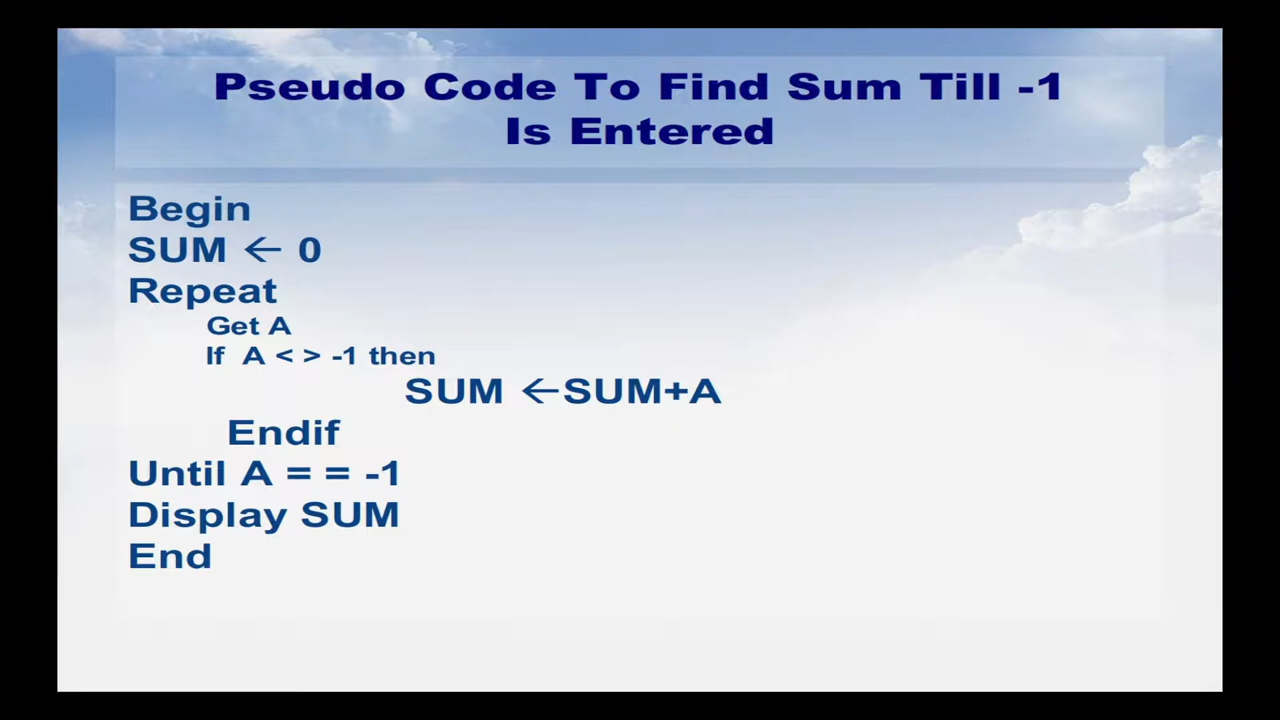 Pseudo Code To Find Sum Till -1
Is Entered
Begin
SUM ← 0
Repeat
Get A
If A < > -1 then
SUM ←SUM+A
Endif
Until A = = -1
Display SUM
End